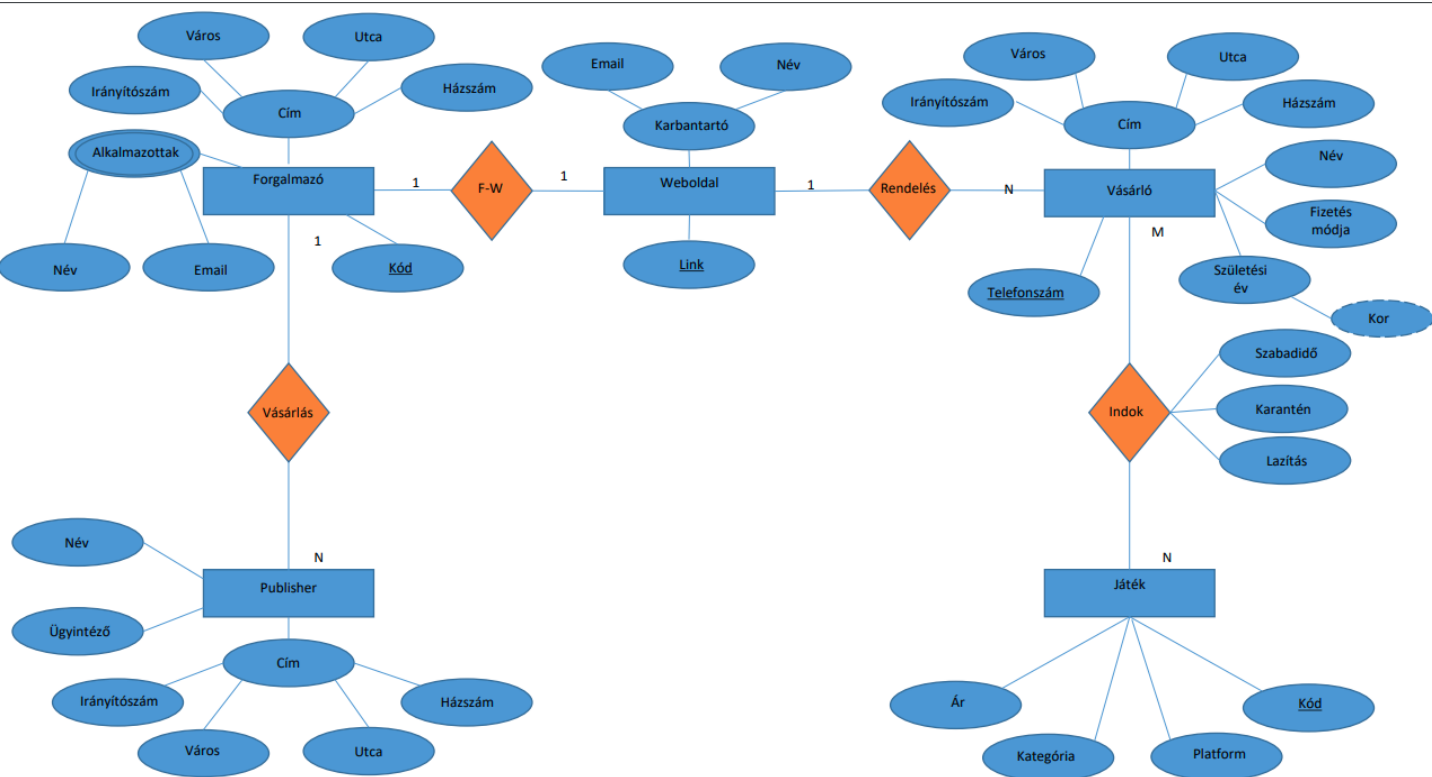 Város
Utca
Irányítószám
Házszám
Cím
Alkalmazottak
Forgalmazó
Név
Email
Kód
1
F-W
1
1
Email
Név
Karbantartó
Weboldal
Link
1
Rendelés
N
Város
Utca
Irányítószám
Házszám
Cím
Név
Vásárló
Fizetés
módja
M
Születési
év
Kor
Telefonszám
Szabadidő
Karantén
Lazítás
Indok
Vásárlás
N
Név
Publisher
Ügyintéző
Cím
Irányítószám
Házszám
Város
Utca
N
Játék
Ár
Kód
Kategória
Platform